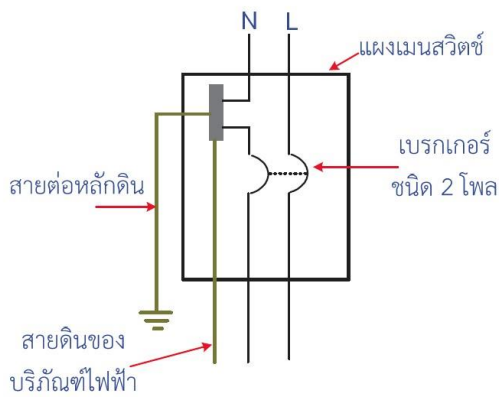 N L
แผงเมนสวิตช์
เบรกเกอร์
ชนิด 2 โพล
สายต่อหลักดิน
สายดินของ
บริภัณฑ์ไฟฟ้า